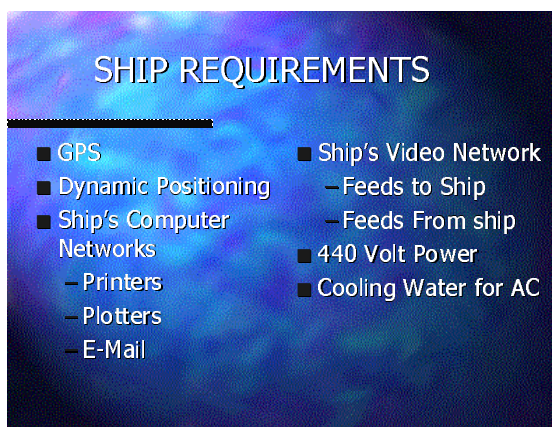 SHIP REQUIREMENTS
GPS
Dynamic Positioning
Ship's Computer
Networks
– Printers
– Plotters
– E-Mail
Ship's Video Network
– Feeds to Ship
– Feeds From ship
440 Volt Power
Cooling Water for AC